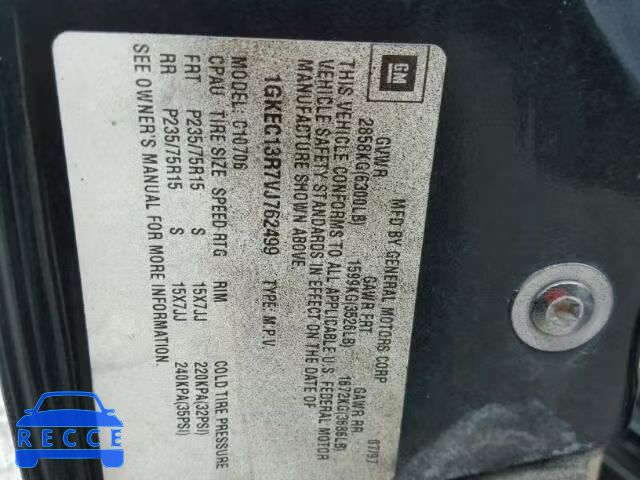 GM
MFD BY GENERAL MOTORS CORP 07/97
GVWR GAWR FRT GAWR RR
2858KG(6300LB) 1599KG(3526LB) 1672KG(3686LB)
THIS VEHICLE CONFORMS TO ALL APPLICABLE U.S. FEDERAL MOTOR
VEHICLE SAFETY STANDARDS IN EFFECT ON THE DATE OF
MANUFACTURE SHOWN ABOVE.
1GKEC13R7VJ762499 TYPE: M.P.V.
MODEL: C10706
CPAU TIRE SIZE SPEED RTG RIM COLD TIRE PRESSURE
FRT P235/75R15 S 15X7JJ 220KPA(32PSI)
RR P235/75R15 S 15X7JJ 240KPA(35PSI)
SEE OWNER'S MANUAL FOR MORE INFORMATION.
RECCE